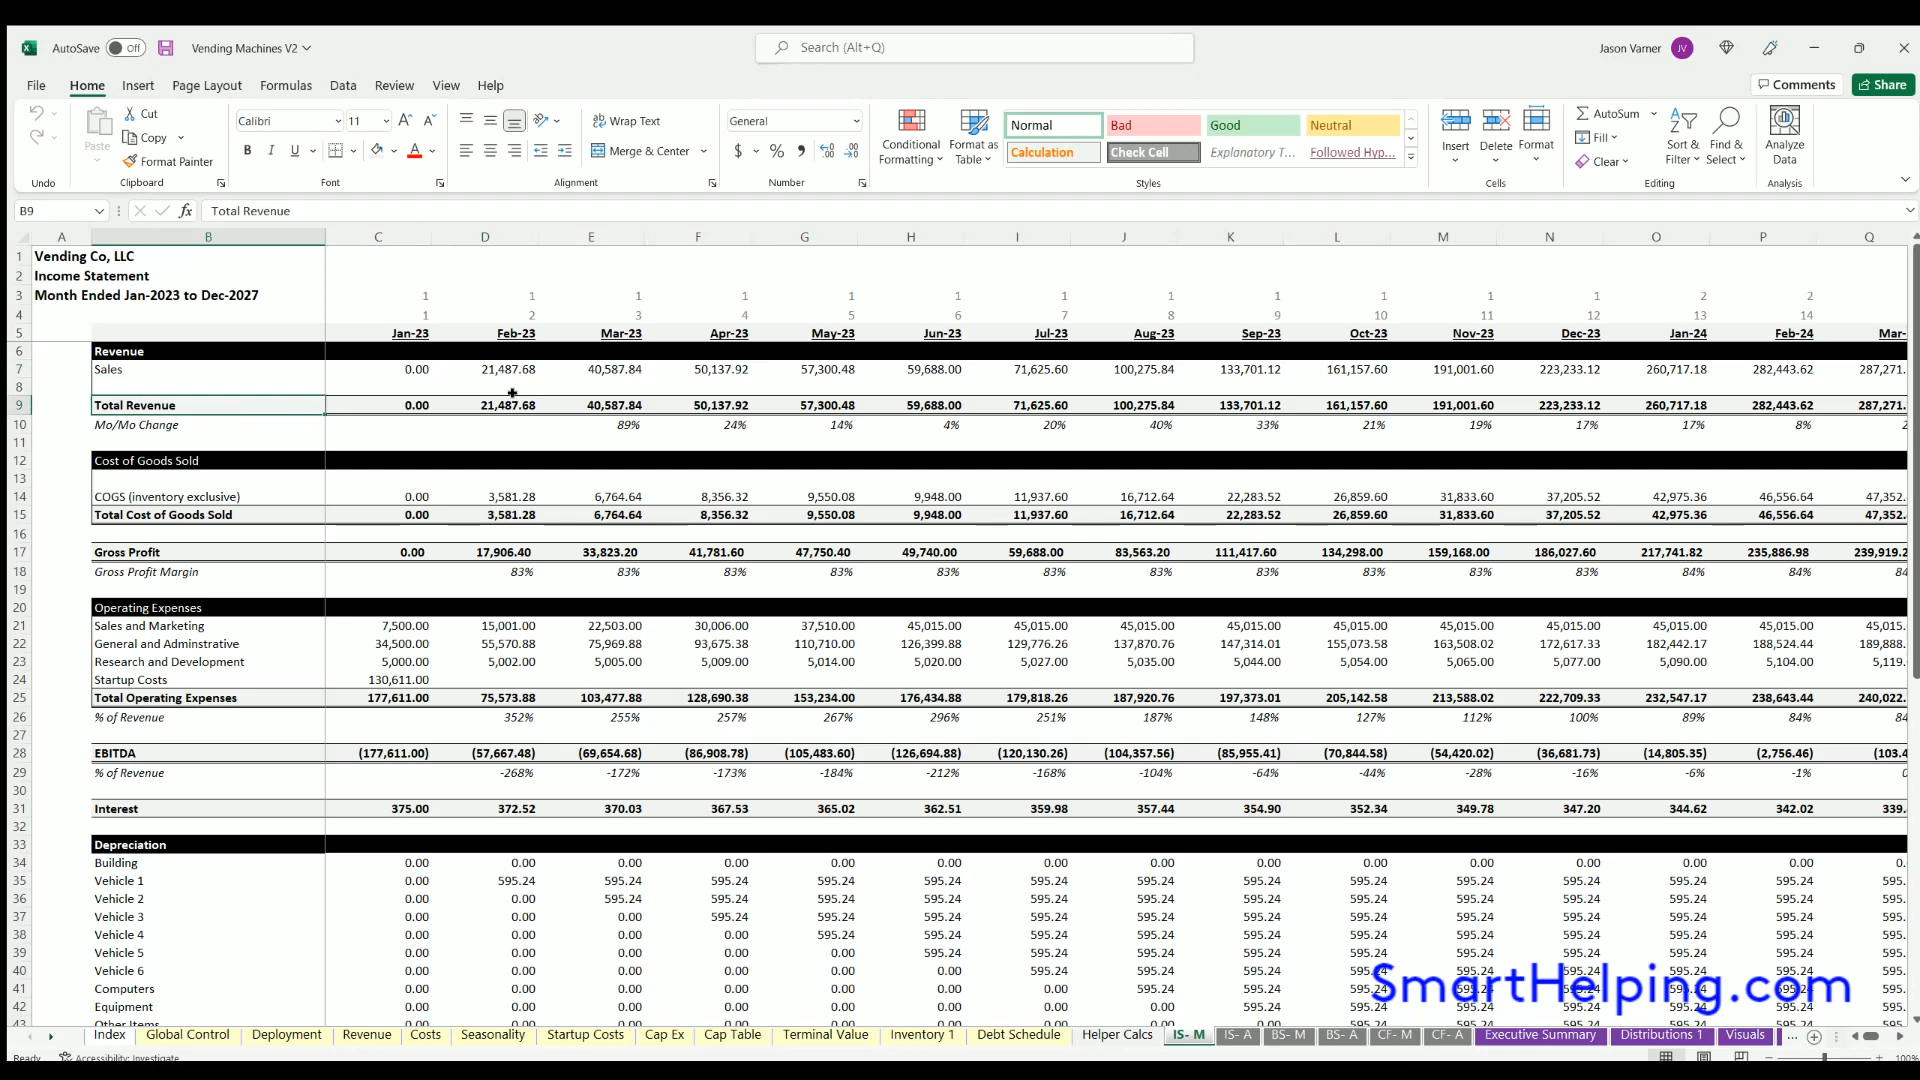 AutoSave Off Vending Machines V2 Search (Alt+Q) Jason Varner JV
File Home Insert Page Layout Formulas Data Review View Help Comments Share
Cut Calibri 11 Wrap Text General Normal Bad Good Neutral AutoSum
Paste Copy Conditional Formatting Format as Table Insert Delete Format Fill Sort & Filter Find & Select Analyze Data
Format Painter Merge & Center Calculation Check Cell Explanatory T... Followed Hyp... Clear
Undo Clipboard Font Alignment Number Styles Cells Editing Analysis
B9 fx Total Revenue
A B C D E F G H I J K L M N O P Q
1 Vending Co, LLC
2 Income Statement
3 Month Ended Jan-2023 to Dec-2027 1 1 1 1 1 1 1 1 1 1 1 1 2 2
4 1 2 3 4 5 6 7 8 9 10 11 12 13 14
5 Jan-23 Feb-23 Mar-23 Apr-23 May-23 Jun-23 Jul-23 Aug-23 Sep-23 Oct-23 Nov-23 Dec-23 Jan-24 Feb-24 Mar-
6 Revenue
7 Sales 0.00 21,487.68 40,587.84 50,137.92 57,300.48 59,688.00 71,625.60 100,275.84 133,701.12 161,157.60 191,001.60 223,233.12 260,717.18 282,443.62 287,271.
8
9 Total Revenue 0.00 21,487.68 40,587.84 50,137.92 57,300.48 59,688.00 71,625.60 100,275.84 133,701.12 161,157.60 191,001.60 223,233.12 260,717.18 282,443.62 287,271.
10 Mo/Mo Change 89% 24% 14% 4% 20% 40% 33% 21% 19% 17% 17% 8% 2
11
12 Cost of Goods Sold
13
14 COGS (inventory exclusive) 0.00 3,581.28 6,764.64 8,356.32 9,550.08 9,948.00 11,937.60 16,712.64 22,283.52 26,859.60 31,833.60 37,205.52 42,975.36 46,556.64 47,352.
15 Total Cost of Goods Sold 0.00 3,581.28 6,764.64 8,356.32 9,550.08 9,948.00 11,937.60 16,712.64 22,283.52 26,859.60 31,833.60 37,205.52 42,975.36 46,556.64 47,352.
16
17 Gross Profit 0.00 17,906.40 33,823.20 41,781.60 47,750.40 49,740.00 59,688.00 83,563.20 111,417.60 134,298.00 159,168.00 186,027.60 217,741.82 235,886.98 239,919.2
18 Gross Profit Margin 83% 83% 83% 83% 83% 83% 83% 83% 83% 83% 83% 84% 84% 84
19
20 Operating Expenses
21 Sales and Marketing 7,500.00 15,001.00 22,503.00 30,006.00 37,510.00 45,015.00 45,015.00 45,015.00 45,015.00 45,015.00 45,015.00 45,015.00 45,015.00 45,015.00 45,015.
22 General and Adminstrative 34,500.00 55,570.88 75,969.88 93,675.38 110,710.00 126,399.88 129,776.26 137,870.76 147,314.01 155,073.58 163,508.02 172,617.33 182,442.17 188,524.44 189,888.
23 Research and Development 5,000.00 5,002.00 5,005.00 5,009.00 5,014.00 5,020.00 5,027.00 5,035.00 5,044.00 5,054.00 5,065.00 5,077.00 5,090.00 5,104.00 5,119.
24 Startup Costs 130,611.00
25 Total Operating Expenses 177,611.00 75,573.88 103,477.88 128,690.38 153,234.00 176,434.88 179,818.26 187,920.76 197,373.01 205,142.58 213,588.02 222,709.33 232,547.17 238,643.44 240,022.
26 % of Revenue 352% 255% 257% 267% 296% 251% 187% 148% 127% 112% 100% 89% 84% 84
27
28 EBITDA (177,611.00) (57,667.48) (69,654.68) (86,908.78) (105,483.60) (126,694.88) (120,130.26) (104,357.56) (85,955.41) (70,844.58) (54,420.02) (36,681.73) (14,805.35) (2,756.46) (103.4
29 % of Revenue -268% -172% -173% -184% -212% -168% -104% -64% -44% -28% -16% -6% -1% 0
30
31 Interest 375.00 372.52 370.03 367.53 365.02 362.51 359.98 357.44 354.90 352.34 349.78 347.20 344.62 342.02 339.
32
33 Depreciation
34 Building 0.00 0.00 0.00 0.00 0.00 0.00 0.00 0.00 0.00 0.00 0.00 0.00 0.00 0.00 0.
35 Vehicle 1 0.00 595.24 595.24 595.24 595.24 595.24 595.24 595.24 595.24 595.24 595.24 595.24 595.24 595.24 595.
36 Vehicle 2 0.00 0.00 595.24 595.24 595.24 595.24 595.24 595.24 595.24 595.24 595.24 595.24 595.24 595.24 595.
37 Vehicle 3 0.00 0.00 0.00 595.24 595.24 595.24 595.24 595.24 595.24 595.24 595.24 595.24 595.24 595.24 595.
38 Vehicle 4 0.00 0.00 0.00 0.00 595.24 595.24 595.24 595.24 595.24 595.24 595.24 595.24 595.24 595.24 595.
39 Vehicle 5 0.00 0.00 0.00 0.00 0.00 595.24 595.24 595.24 595.24 595.24 595.24 595.24 595.24 595.24 595.
40 Vehicle 6 0.00 0.00 0.00 0.00 0.00 0.00 595.24 595.24 595.24 595.24 595.24 595.24 595.24 595.24 595.
41 Computers 0.00 0.00 0.00 0.00 0.00 0.00 0.00 595.24 595.24 595.24 595.24 595.24 595.24 595.24 595.
SmartHelping.com
42 Equipment 0.00 0.00 0.00 0.00 0.00 0.00 0.00 0.00 595.24 595.24 595.24 595.24 595.24 595.24 595.
Index Global Control Deployment Revenue Costs Seasonality Startup Costs Cap Ex Cap Table Terminal Value Inventory 1 Debt Schedule Helper Calcs IS- M IS- A BS- M BS- A CF- M CF- A Executive Summary Distributions 1 Visuals ...
Ready Accessibility: Investigate 100%